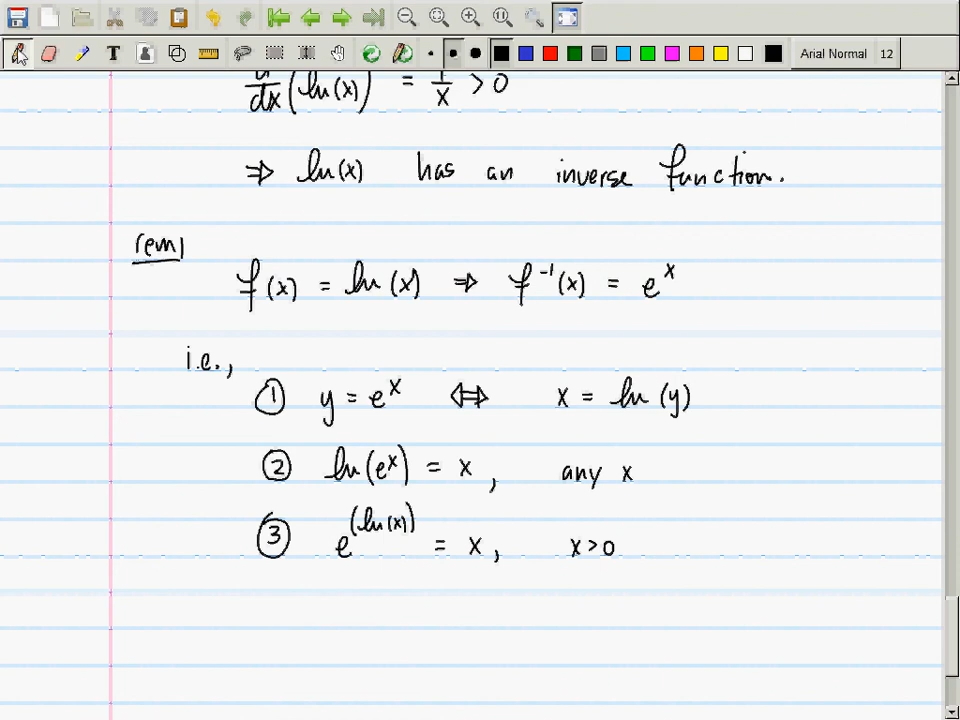 T Arial Normal 12
d/dx (ln(x)) = 1/x > 0
⇒ ln(x) has an inverse function.
rem
f(x) = ln(x) ⇒ f⁻¹(x) = eˣ
i.e.,
① y = eˣ ⇔ x = ln(y)
② ln(eˣ) = x, any x
③ e^(ln(x)) = x, x>0